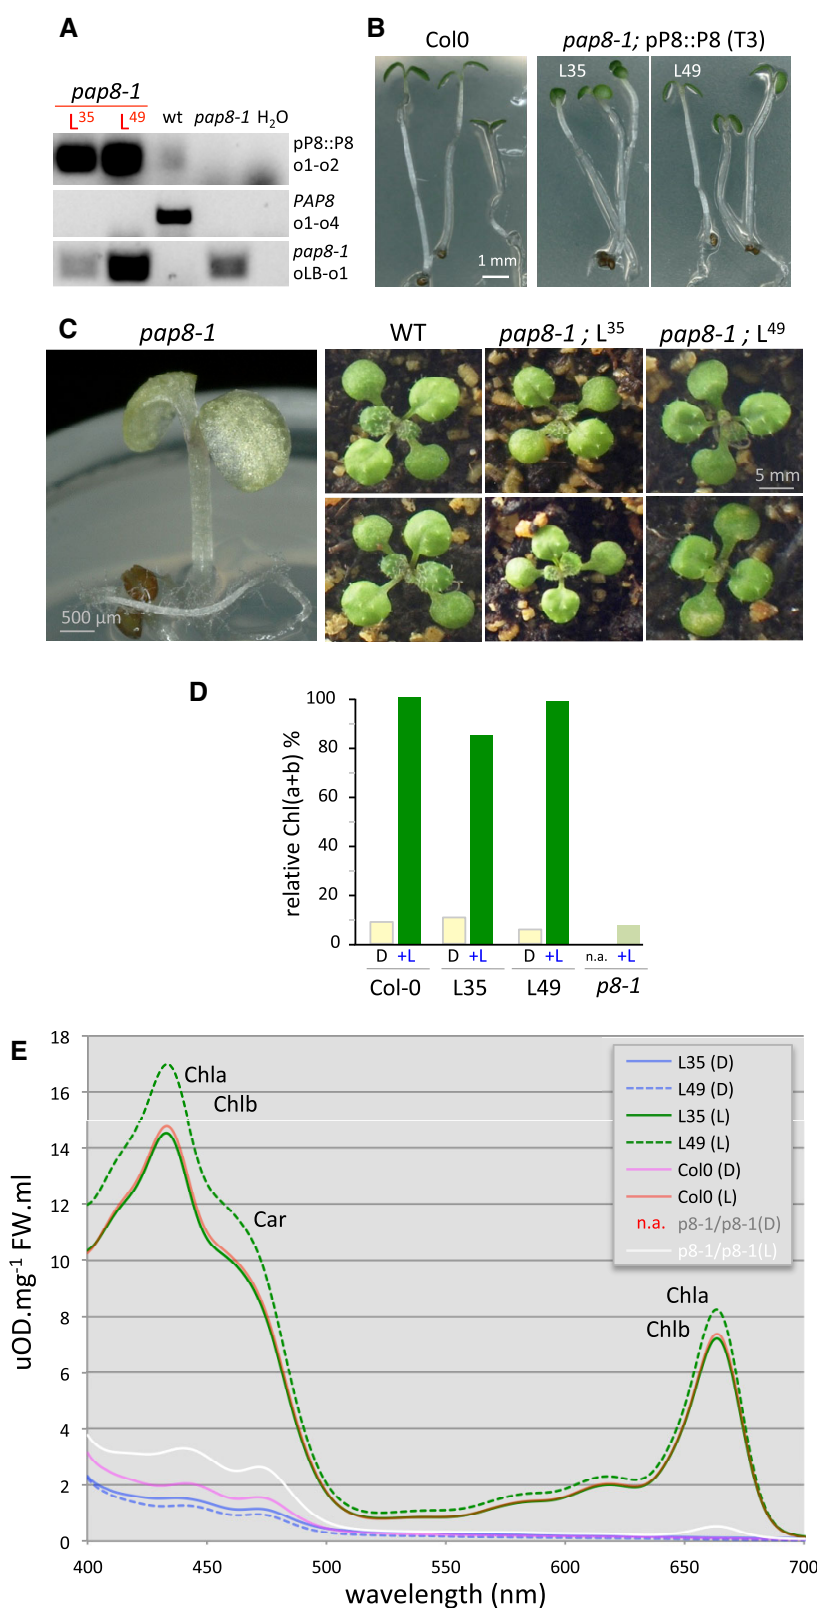 A
pap8-1
L35 L49 wt pap8-1 H2O
pP8::P8
o1-o2
PAP8
o1-o4
pap8-1
oLB-o1
B
Col0 pap8-1; pP8::P8 (T3)
L35 L49
1 mm
C
pap8-1 WT pap8-1 ; L35 pap8-1 ; L49
5 mm
500 µm
D
relative Chl(a+b) %
100
80
60
40
20
0
D +L D +L D +L n.a. +L
Col-0 L35 L49 p8-1
E
uOD.mg-1 FW.ml
18
16
14
12
10
8
6
4
2
0
Chla
Chlb
Car
Chla
Chlb
L35 (D)
L49 (D)
L35 (L)
L49 (L)
Col0 (D)
Col0 (L)
n.a. p8-1/p8-1(D)
p8-1/p8-1(L)
400 450 500 550 600 650 700
wavelength (nm)